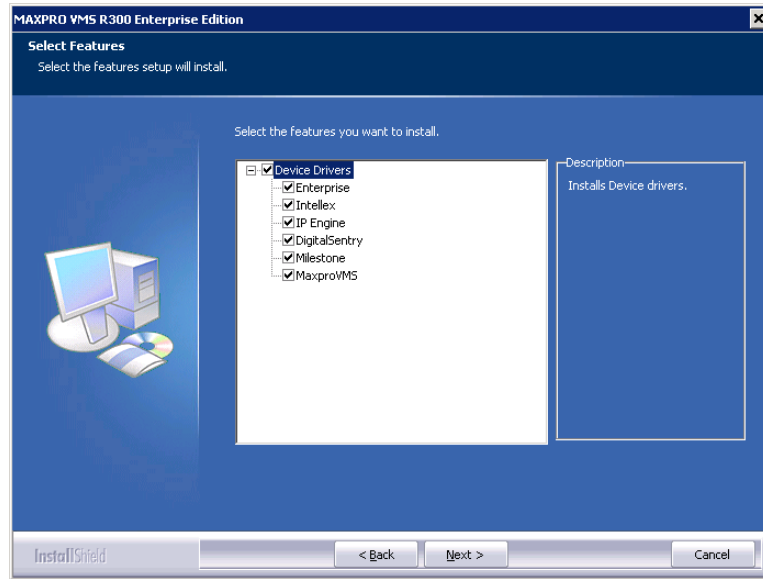 MAXPRO VMS R300 Enterprise Edition
Select Features
Select the features setup will install.
Select the features you want to install.
Device Drivers
Enterprise
Intellex
IP Engine
DigitalSentry
Milestone
MaxproVMS
Description
Installs Device drivers.
InstallShield
< Back
Next >
Cancel